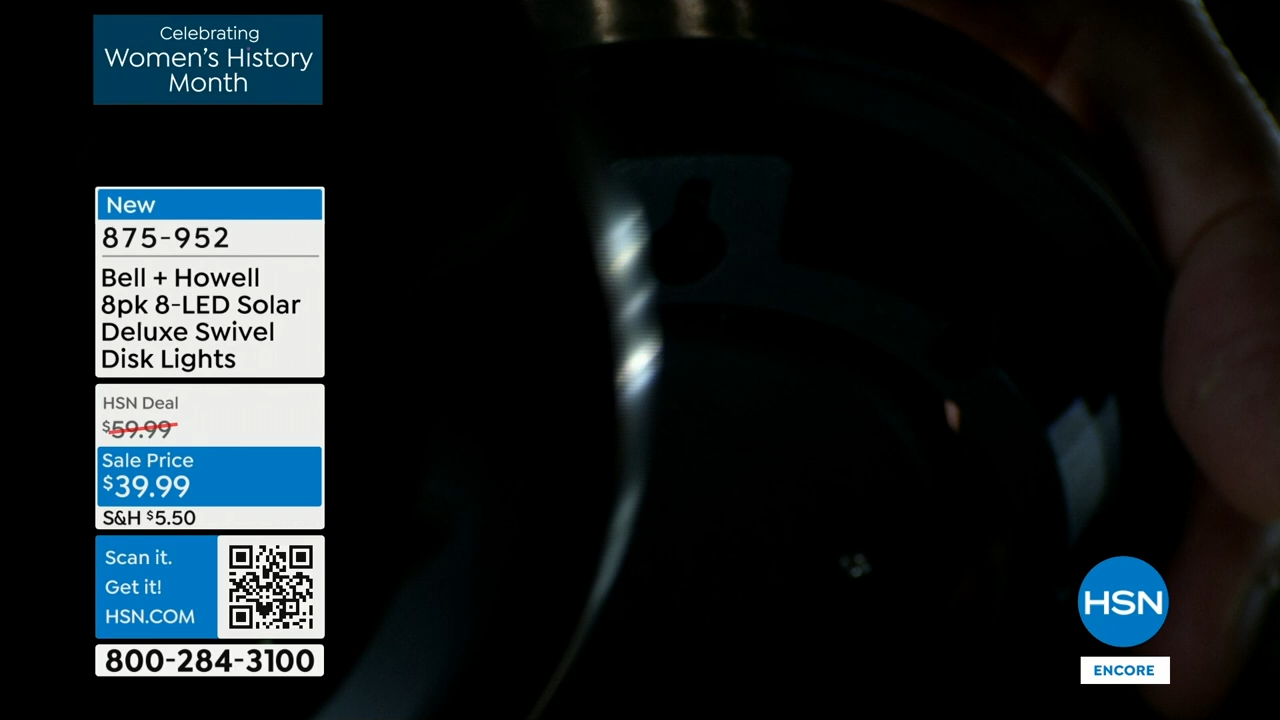 Celebrating
Women's History
Month
New
875-952
Bell + Howell
8pk 8-LED Solar
Deluxe Swivel
Disk Lights
HSN Deal
$59.99
Sale Price
$39.99
S&H $5.50
Scan it.
Get it!
HSN.COM
800-284-3100
HSN
ENCORE